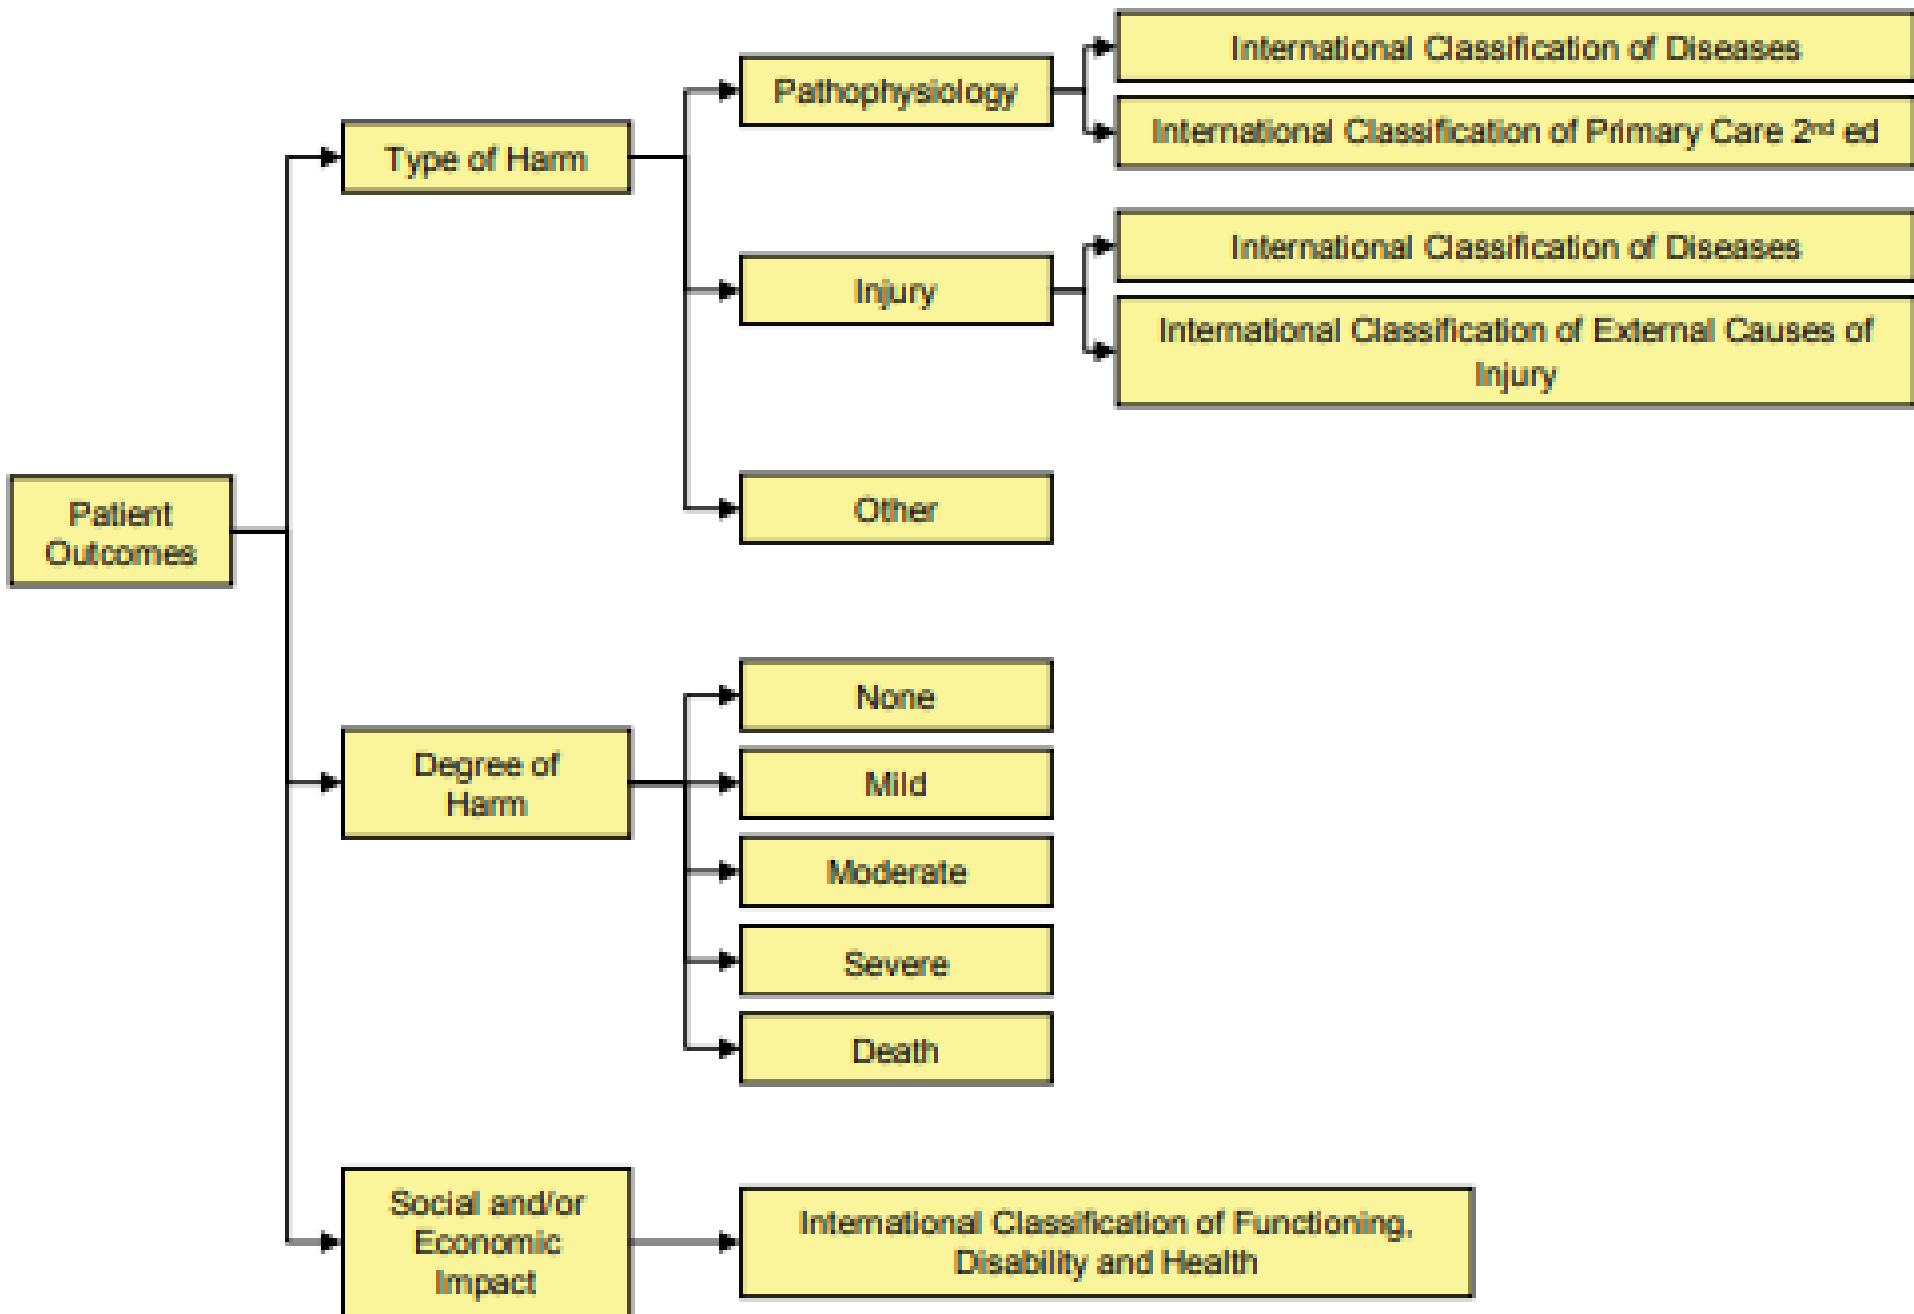 Patient
Outcomes
Type of Harm
Pathophysiology
International Classification of Diseases
International Classification of Primary Care 2nd ed
Injury
International Classification of Diseases
International Classification of External Causes of
Injury
Other
Degree of
Harm
None
Mild
Moderate
Severe
Death
Social and/or
Economic
Impact
International Classification of Functioning,
Disability and Health